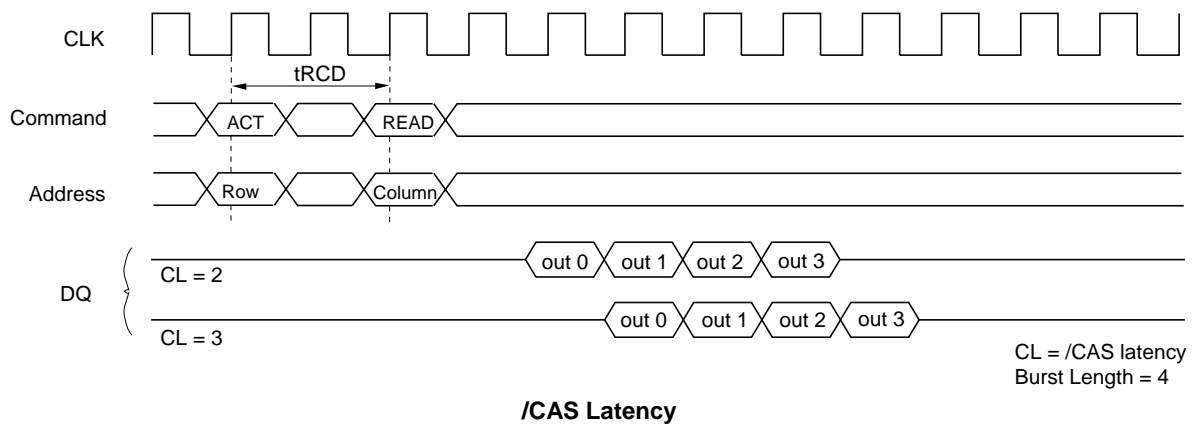 CLK
tRCD
Command
ACT
READ
Address
Row
Column
DQ
CL = 2
out 0 out 1 out 2 out 3
CL = 3
out 0 out 1 out 2 out 3
CL = /CAS latency
Burst Length = 4
/CAS Latency